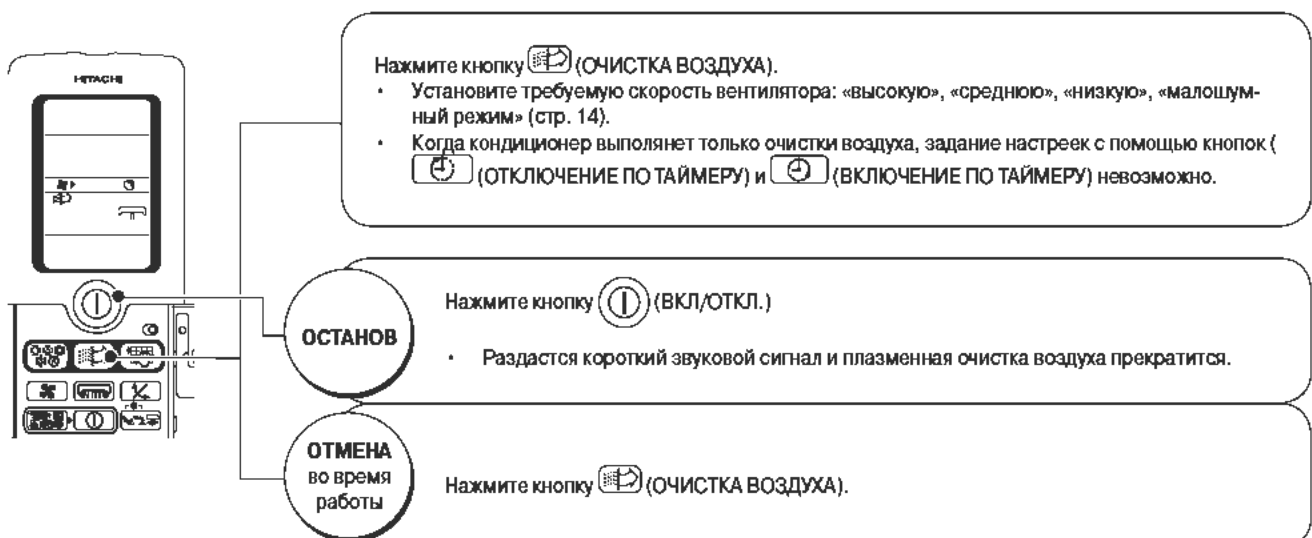 HITACHI
Нажмите кнопку (ОЧИСТКА ВОЗДУХА).
• Установите требуемую скорость вентилятора: «высокую», «среднюю», «низкую», «малошум-
ный режим» (стр. 14).
• Когда кондиционер выполянет только очистки воздуха, задание настреек с помощью кнопок (
(ОТКЛЮЧЕНИЕ ПО ТАЙМЕРУ) и (ВКЛЮЧЕНИЕ ПО ТАЙМЕРУ) невозможно.
ОСТАНОВ
Нажмите кнопку (ВКЛ/ОТКЛ.)
• Раздастся короткий звуковой сигнал и плазменная очистка воздуха прекратится.
ОТМЕНА
во время
работы
Нажмите кнопку (ОЧИСТКА ВОЗДУХА).